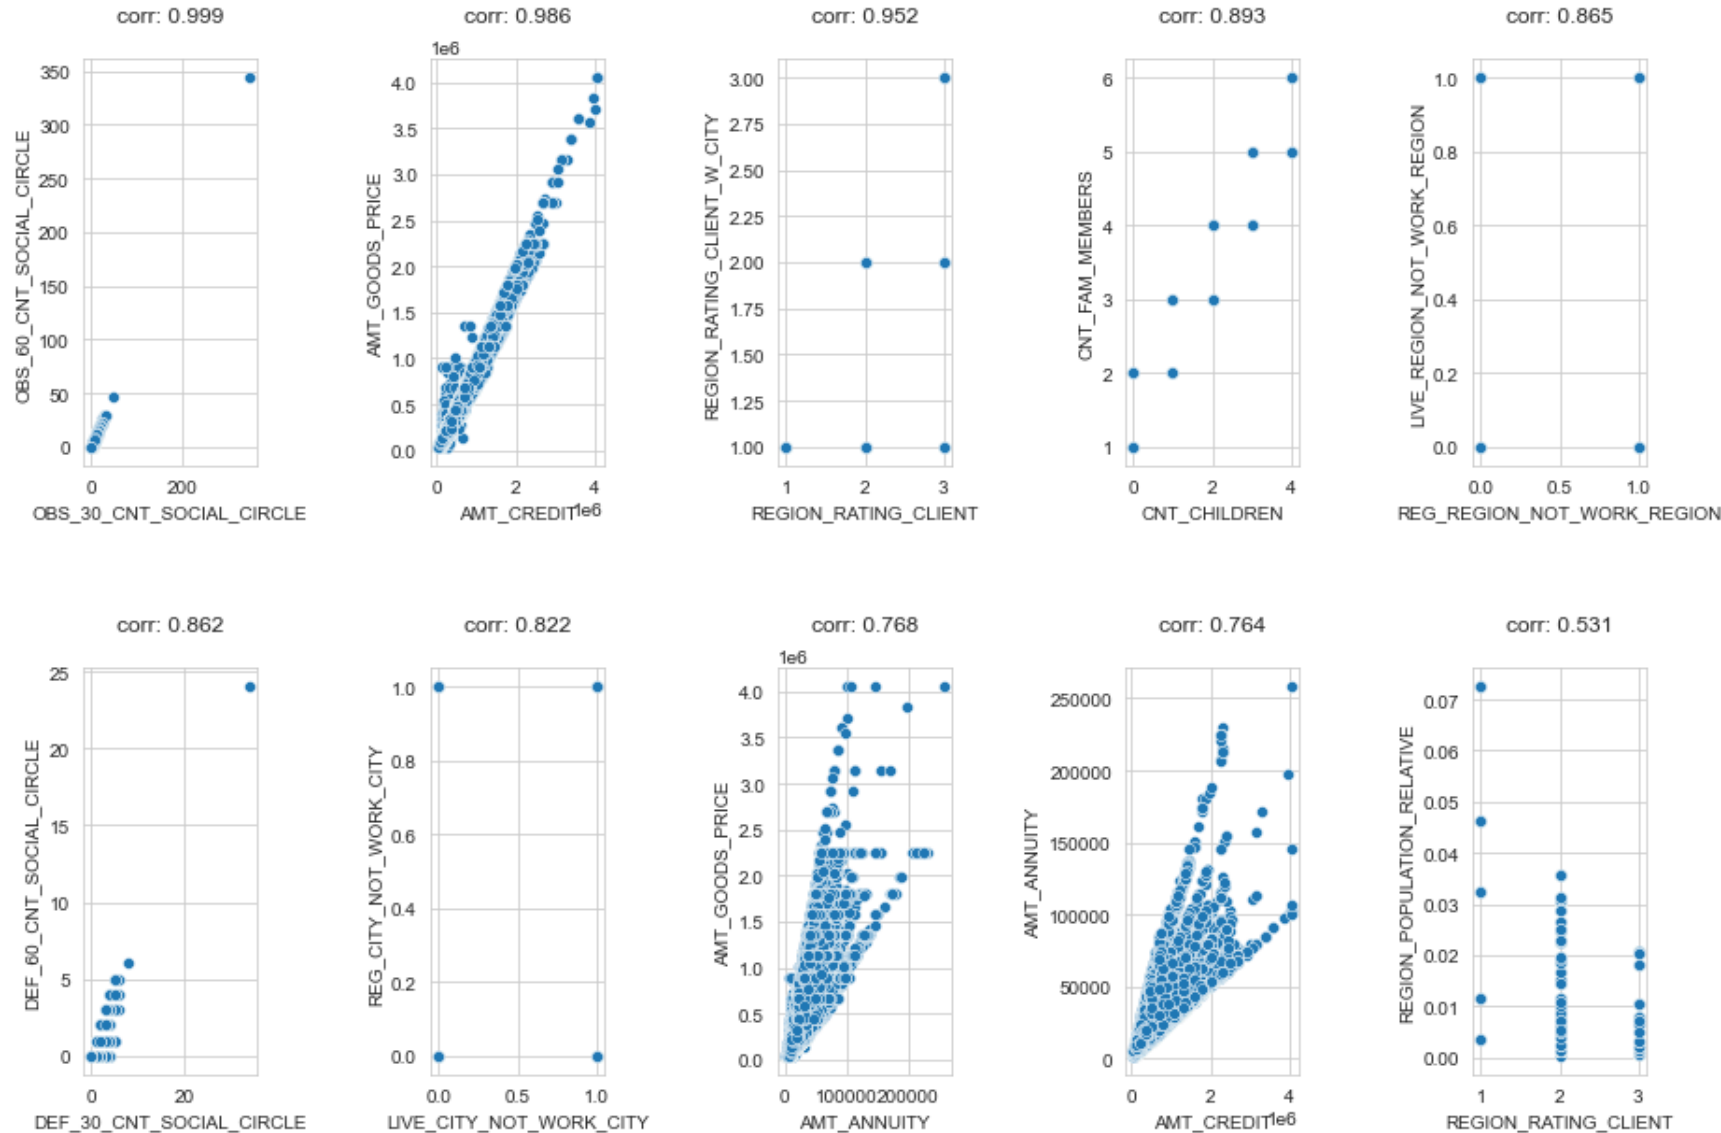 corr: 0.999
corr: 0.986
corr: 0.952
corr: 0.893
corr: 0.865
OBS_60_CNT_SOCIAL_CIRCLE
350
300
250
200
150
100
50
0
0 200
OBS_30_CNT_SOCIAL_CIRCLE
1e6
AMT_GOODS_PRICE
4.0
3.5
3.0
2.5
2.0
1.5
1.0
0.5
0.0
0 2 4
AMT_CREDIT 1e6
REGION_RATING_CLIENT_W_CITY
3.00
2.75
2.50
2.25
2.00
1.75
1.50
1.25
1.00
1 2 3
REGION_RATING_CLIENT
CNT_FAM_MEMBERS
6
5
4
3
2
1
0 2 4
CNT_CHILDREN
LIVE_REGION_NOT_WORK_REGION
1.0
0.8
0.6
0.4
0.2
0.0
0.0 0.5 1.0
REG_REGION_NOT_WORK_REGION
corr: 0.862
corr: 0.822
corr: 0.768
corr: 0.764
corr: 0.531
DEF_60_CNT_SOCIAL_CIRCLE
25
20
15
10
5
0
0 20
DEF_30_CNT_SOCIAL_CIRCLE
REG_CITY_NOT_WORK_CITY
1.0
0.8
0.6
0.4
0.2
0.0
0.0 0.5 1.0
LIVE_CITY_NOT_WORK_CITY
1e6
AMT_GOODS_PRICE
4.0
3.5
3.0
2.5
2.0
1.5
1.0
0.5
0.0
0 100000 200000
AMT_ANNUITY
AMT_ANNUITY
250000
200000
150000
100000
50000
0
0 2 4
AMT_CREDIT 1e6
REGION_POPULATION_RELATIVE
0.07
0.06
0.05
0.04
0.03
0.02
0.01
0.00
1 2 3
REGION_RATING_CLIENT